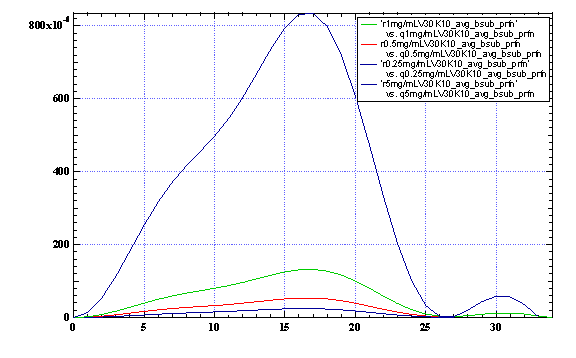 800x10⁻⁴
600
400
200
0
0
5
10
15
20
25
30
'r1mg/mLV30K10_avg_bsub_prfn'
vs. q1mg/mLV30K10_avg_bsub_prfn
r0.5mg/mLV30K10_avg_bsub_prfn
vs. q0.5mg/mLV30K10_avg_bsub_prfn
'r0.25mg/mLV30K10_avg_bsub_prfn'
vs. q0.25mg/mLV30K10_avg_bsub_prfn
'r5mg/mLV30K10_avg_bsub_prfn'
vs. q5mg/mLV30K10_avg_bsub_prfn